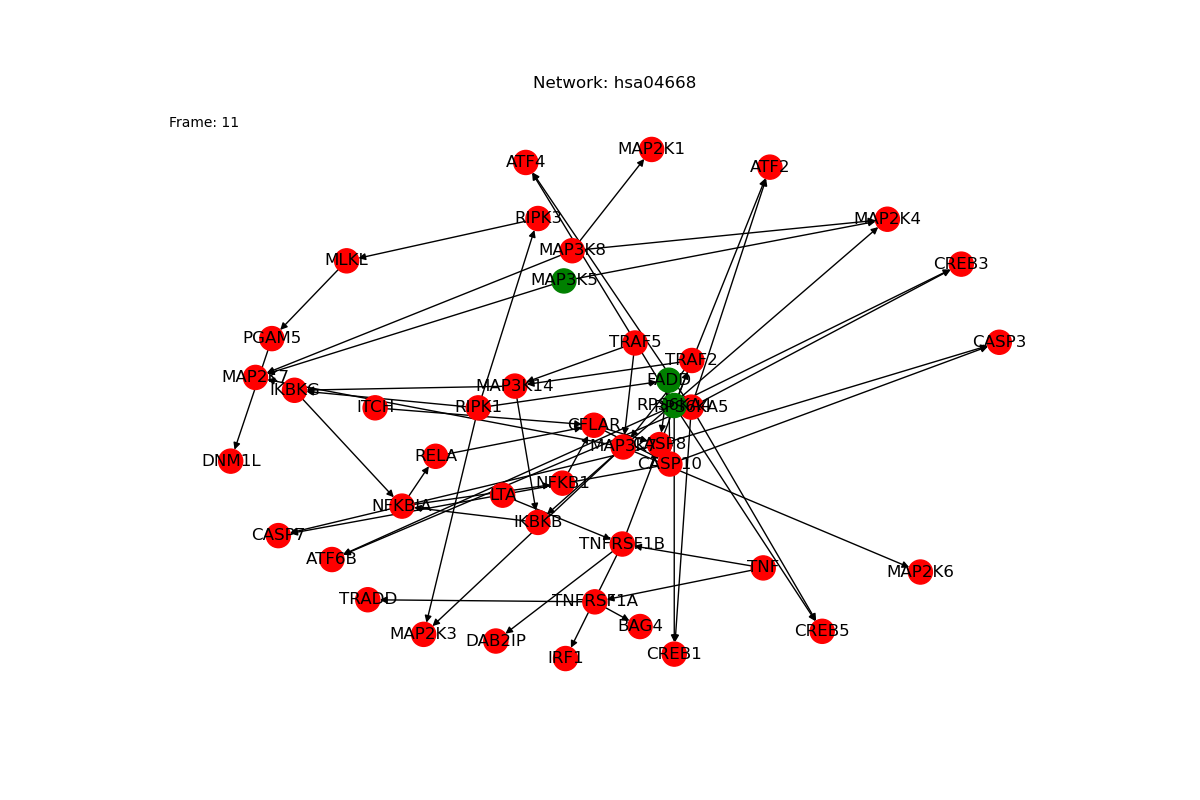 Network: hsa04668
Frame: 11
MAP2K1
ATF4
ATF2
RIPK3
MAP2K4
MAP3K8
MLKL
CREB3
MAP3K5
PGAM5
TRAF5
CASP3
TRAF2
MAP2K7
FADD
IKBKG
MAP3K14
ITCH
RIPK1
CFLAR
MAP3K7
CASP8
RELA
DNM1L
CASP10
NFKB1
LTA
NFKBIA
IKBKB
CASP7
TNFRSF1B
ATF6B
TNF
MAP2K6
TRADD
TNFRSF1A
BAG4
CREB5
MAP2K3
DAB2IP
CREB1
IRF1